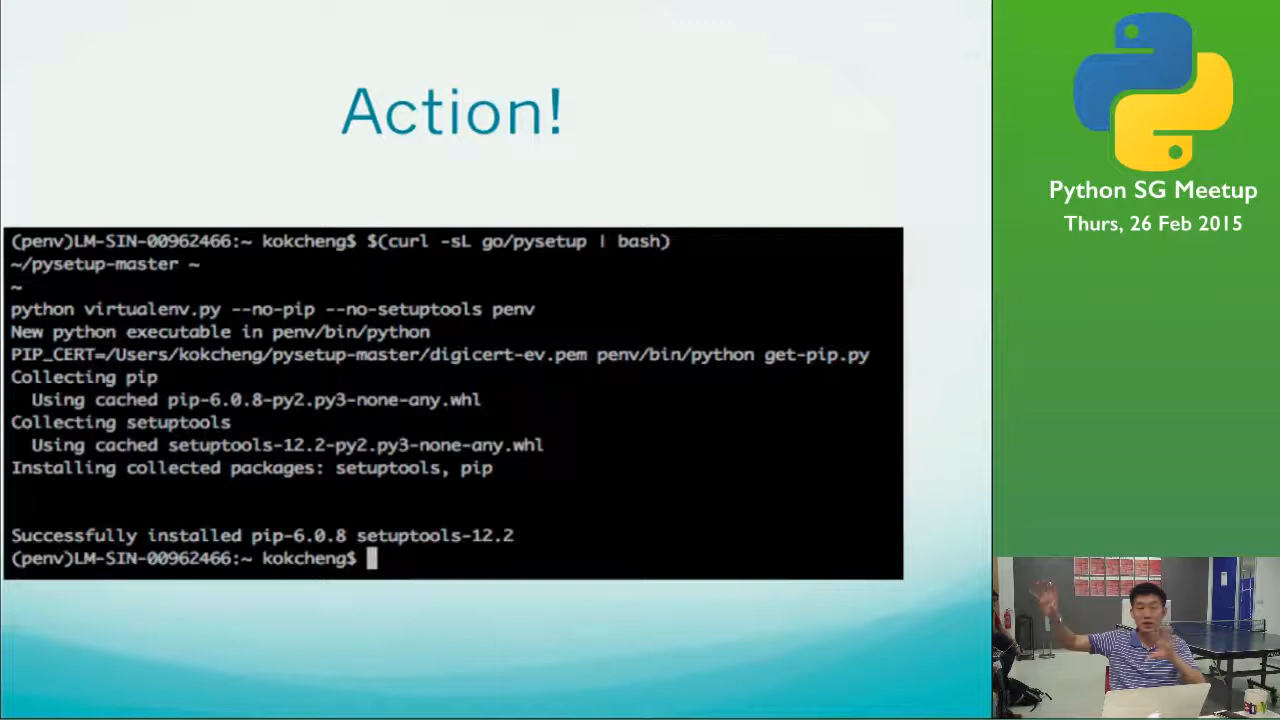 Action!
(penv)LM-SIN-00962466:~ kokcheng$ $(curl -sL go/pysetup | bash)
~/pysetup-master ~
~
python virtualenv.py --no-pip --no-setuptools penv
New python executable in penv/bin/python
PIP_CERT=/Users/kokcheng/pysetup-master/digicert-ev.pem penv/bin/python get-pip.py
Collecting pip
  Using cached pip-6.0.8-py2.py3-none-any.whl
Collecting setuptools
  Using cached setuptools-12.2-py2.py3-none-any.whl
Installing collected packages: setuptools, pip
Successfully installed pip-6.0.8 setuptools-12.2
(penv)LM-SIN-00962466:~ kokcheng$
Python SG Meetup
Thurs, 26 Feb 2015